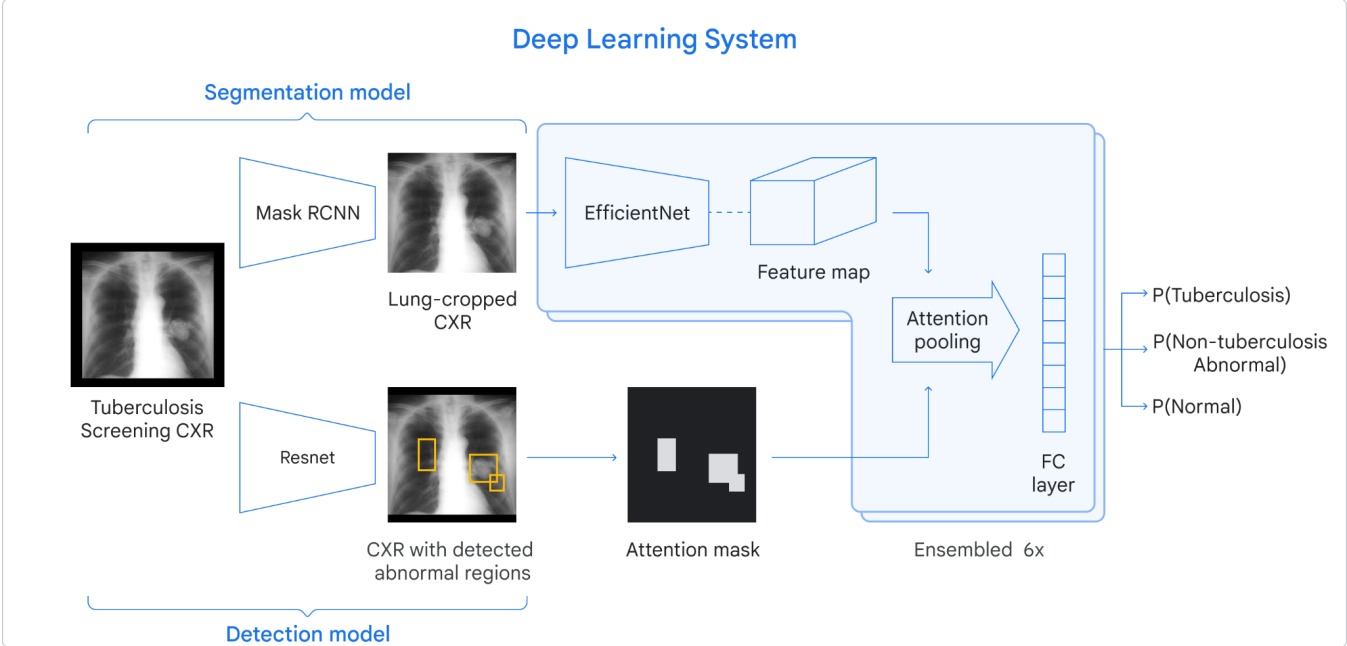 Deep Learning System
Segmentation model
Mask RCNN
EfficientNet
Feature map
Lung-cropped
CXR
Tuberculosis
Screening CXR
Attention
pooling
P(Tuberculosis)
P(Non-tuberculosis
Abnormal)
P(Normal)
Resnet
FC
layer
CXR with detected
abnormal regions
Attention mask
Ensembled 6x
Detection model